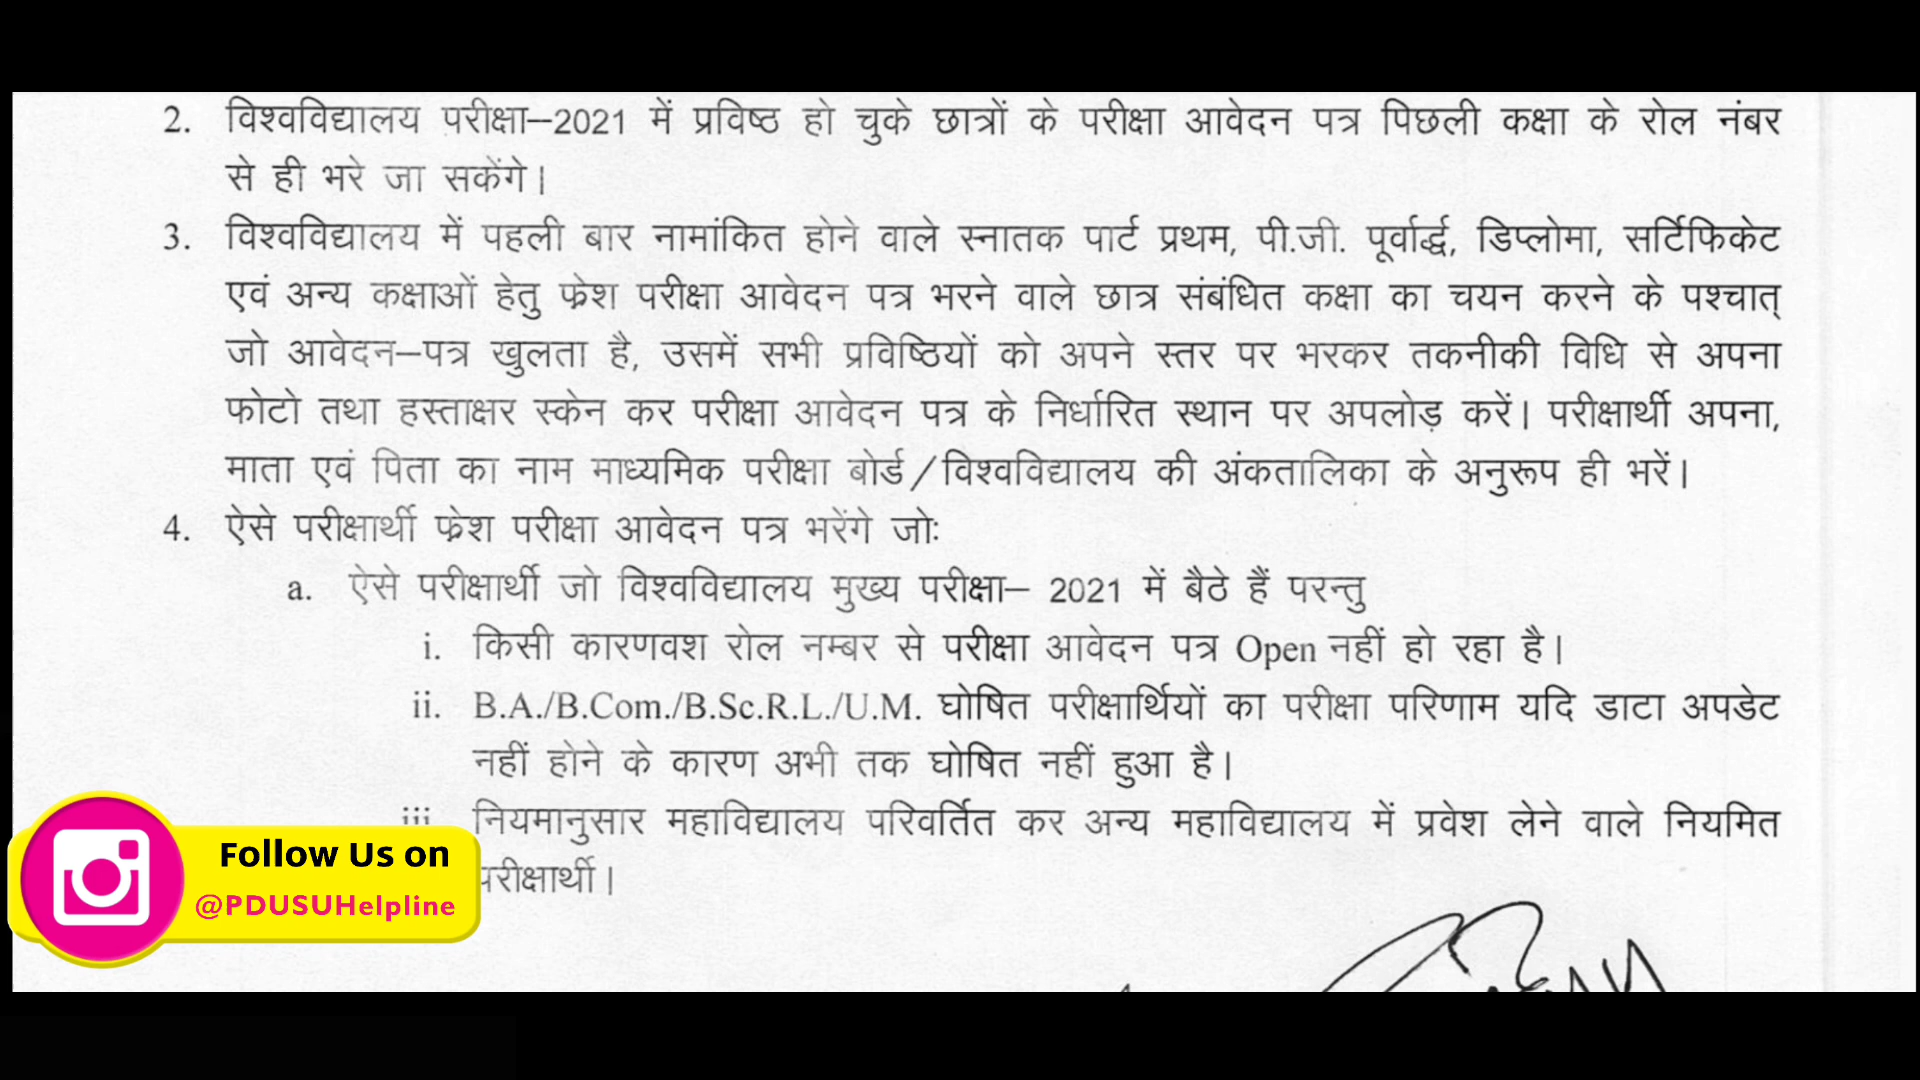 2. विश्वविद्यालय परीक्षा–2021 में प्रविष्ठ हो चुके छात्रों के परीक्षा आवेदन पत्र पिछली कक्षा के रोल नंबर
से ही भरे जा सकेंगे।
3. विश्वविद्यालय में पहली बार नामांकित होने वाले स्नातक पार्ट प्रथम, पी.जी. पूर्वार्द्ध, डिप्लोमा, सर्टिफिकेट
एवं अन्य कक्षाओं हेतु फ्रेश परीक्षा आवेदन पत्र भरने वाले छात्र संबंधित कक्षा का चयन करने के पश्चात्
जो आवेदन–पत्र खुलता है, उसमें सभी प्रविष्ठियों को अपने स्तर पर भरकर तकनीकी विधि से अपना
फोटो तथा हस्ताक्षर स्केन कर परीक्षा आवेदन पत्र के निर्धारित स्थान पर अपलोड़ करें। परीक्षार्थी अपना,
माता एवं पिता का नाम माध्यमिक परीक्षा बोर्ड/विश्वविद्यालय की अंकतालिका के अनुरूप ही भरें।
4. ऐसे परीक्षार्थी फ्रेश परीक्षा आवेदन पत्र भरेंगे जोः
a. ऐसे परीक्षार्थी जो विश्वविद्यालय मुख्य परीक्षा– 2021 में बैठे हैं परन्तु
i. किसी कारणवश रोल नम्बर से परीक्षा आवेदन पत्र Open नहीं हो रहा है।
ii. B.A./B.Com./B.Sc.R.L./U.M. घोषित परीक्षार्थियों का परीक्षा परिणाम यदि डाटा अपडेट
नहीं होने के कारण अभी तक घोषित नहीं हुआ है।
iii. नियमानुसार महाविद्यालय परिवर्तित कर अन्य महाविद्यालय में प्रवेश लेने वाले नियमित
परीक्षार्थी।
Follow Us on
@PDUSUHelpline